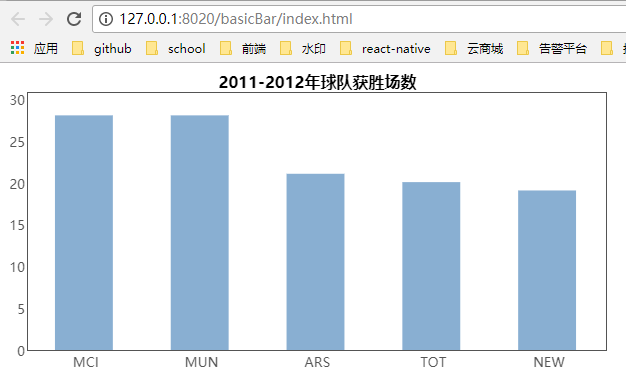 127.0.0.1:8020/basicBar/index.html
应用 github school 前端 水印 react-native 云商城 告警平台
2011-2012年球队获胜场数
30
25
20
15
10
5
0
MCI MUN ARS TOT NEW